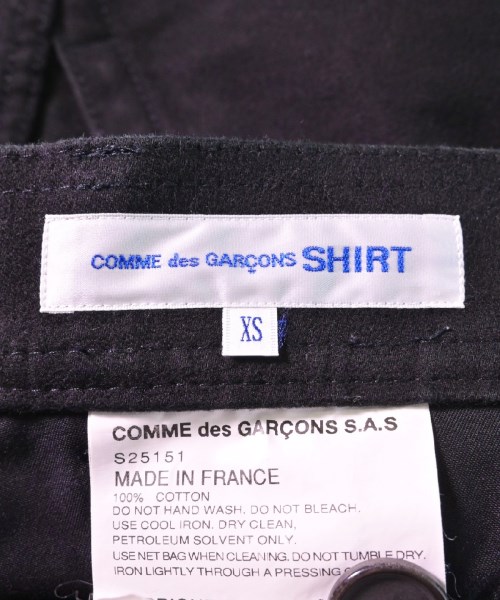 COMME des GARÇONS SHIRT
XS
COMME des GARÇONS S.A.S
S25151
MADE IN FRANCE
100% COTTON
DO NOT HAND WASH. DO NOT BLEACH.
USE COOL IRON. DRY CLEAN,
PETROLEUM SOLVENT ONLY.
USE NET BAG WHEN CLEANING. DO NOT TUMBLE DRY.
IRON LIGHTLY THROUGH A PRESSING